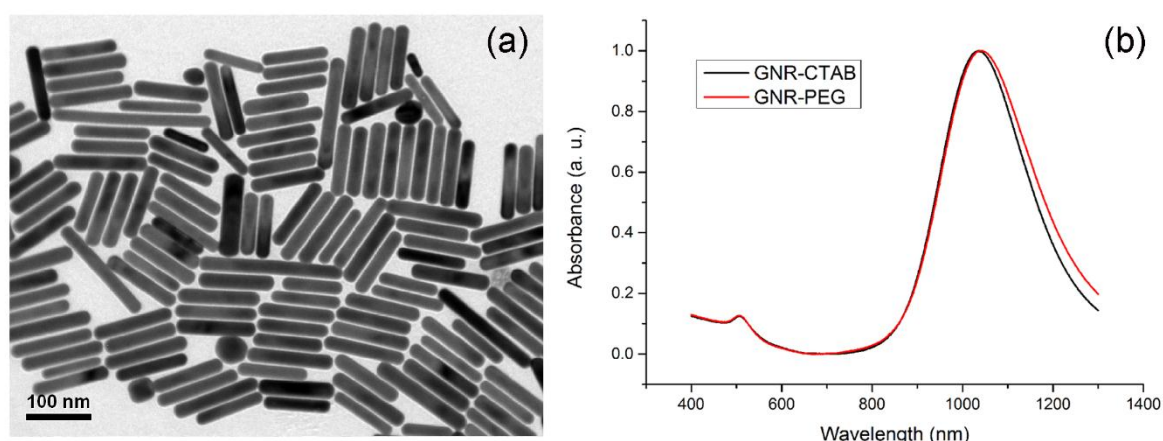 (a)
100 nm
(b)
GNR-CTAB
GNR-PEG
Absorbance (a. u.)
1.0
0.8
0.6
0.4
0.2
0.0
400 600 800 1000 1200 1400
Wavelength (nm)